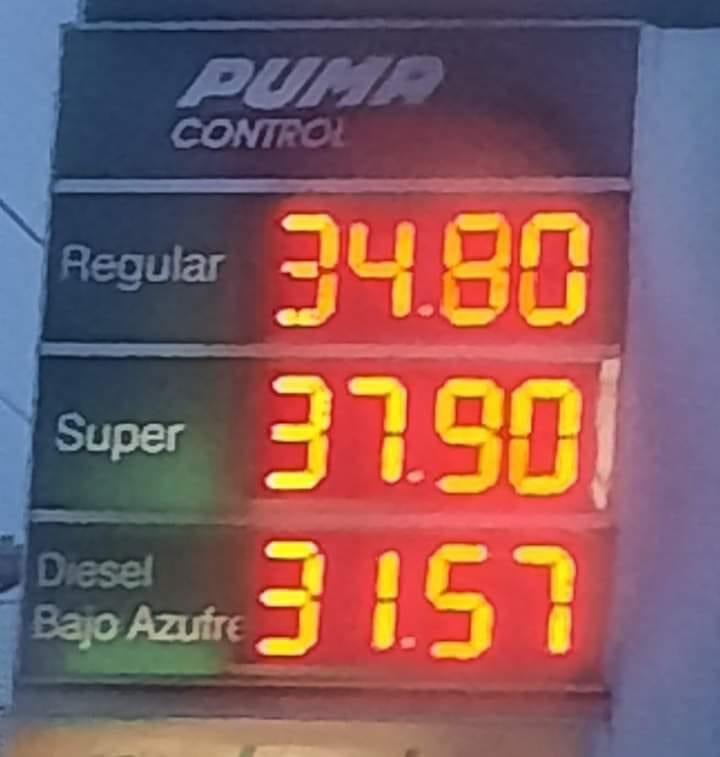 PUMA
CONTROL
Regular 34.80
Super 37.90
Diesel
Bajo Azufre 31.57